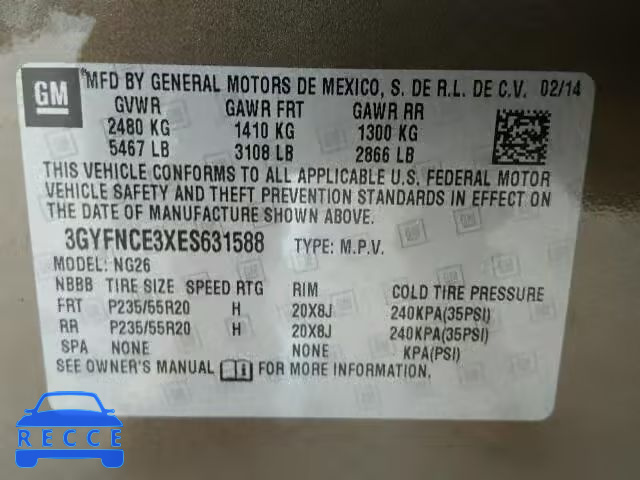 GM
MFD BY GENERAL MOTORS DE MEXICO, S. DE R.L. DE C.V. 02/14
GVWR GAWR FRT GAWR RR
2480 KG 1410 KG 1300 KG
5467 LB 3108 LB 2866 LB
THIS VEHICLE CONFORMS TO ALL APPLICABLE U.S. FEDERAL MOTOR
VEHICLE SAFETY AND THEFT PREVENTION STANDARDS IN EFFECT ON
THE DATE OF MANUFACTURE SHOWN ABOVE.
3GYFNCE3XES631588 TYPE: M.P.V.
MODEL: NG26
NBBB TIRE SIZE SPEED RTG RIM COLD TIRE PRESSURE
FRT P235/55R20 H 20X8J 240KPA(35PSI)
RR P235/55R20 H 20X8J 240KPA(35PSI)
SPA NONE NONE KPA(PSI)
SEE OWNER'S MANUAL FOR MORE INFORMATION.
RECCE